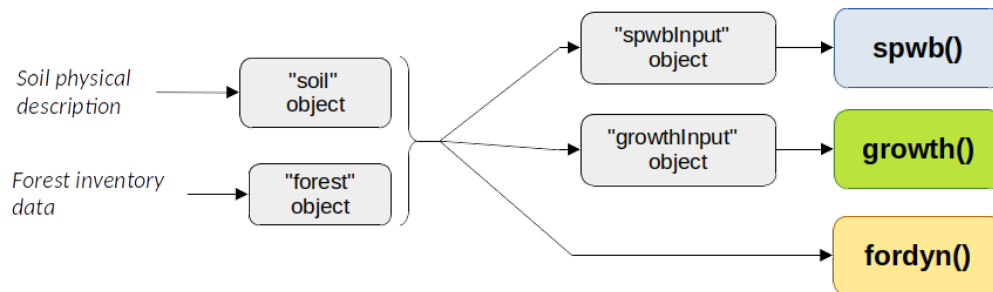 Soil physical
description
Forest inventory
data
"soil"
object
"forest"
object
"spwbInput"
object
"growthInput"
object
spwb()
growth()
fordyn()